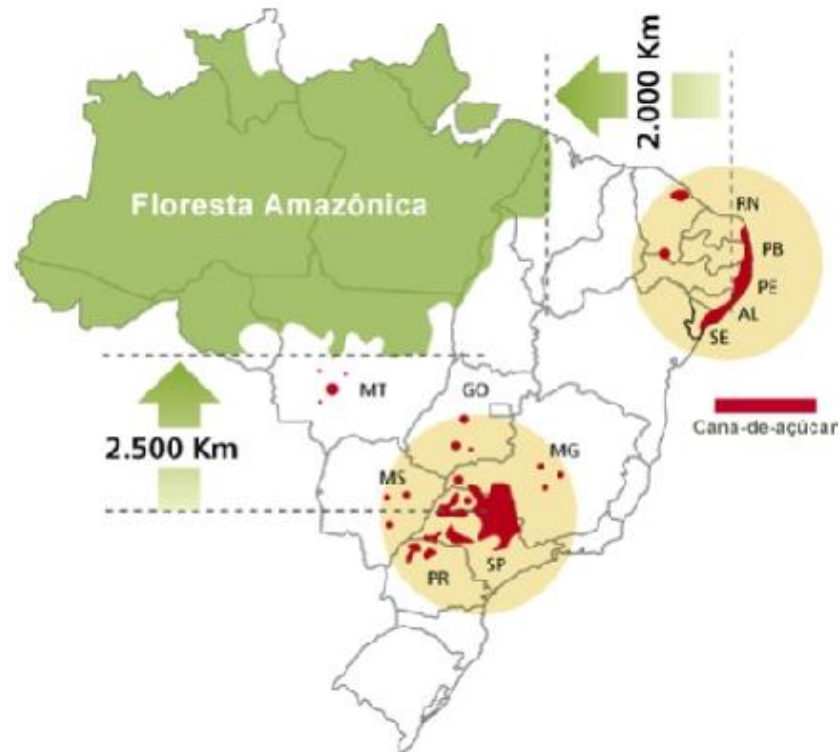 2.000 Km
Floresta Amazônica
RN
PB
PE
AL
SE
MT
GO
Cana-de-açúcar
2.500 Km
MG
MS
SP
PR